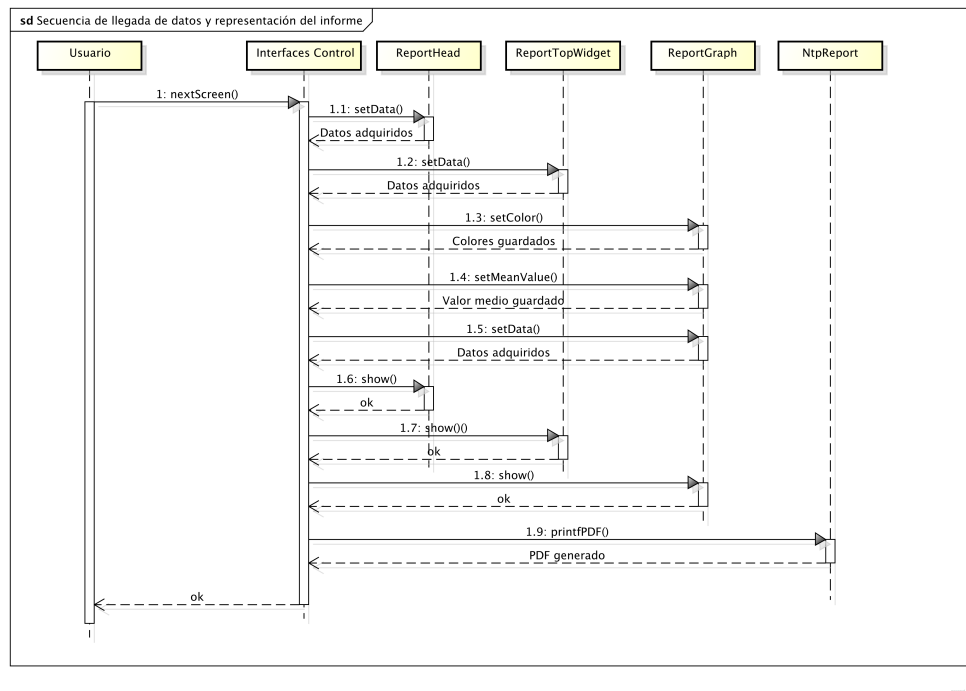 sd Secuencia de llegada de datos y representación del informe
Usuario
Interfaces Control
ReportHead
ReportTopWidget
ReportGraph
NtpReport
1: nextScreen()
1.1: setData()
Datos adquiridos
1.2: setData()
Datos adquiridos
1.3: setColor()
Colores guardados
1.4: setMeanValue()
Valor medio guardado
1.5: setData()
Datos adquiridos
1.6: show()
ok
1.7: show()()
ok
1.8: show()
ok
1.9: printfPDF()
PDF generado
ok